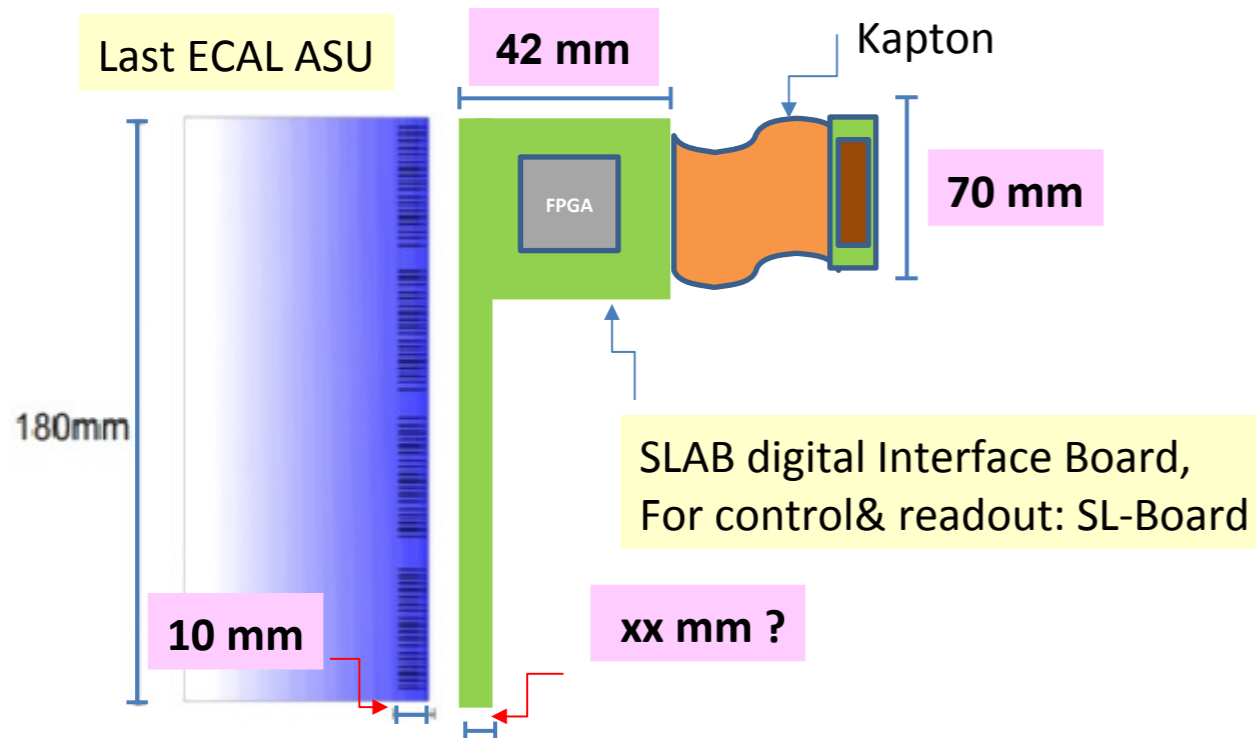 Last ECAL ASU
42 mm
Kapton
FPGA
70 mm
180mm
SLAB digital Interface Board,
For control& readout: SL-Board
10 mm
xx mm ?